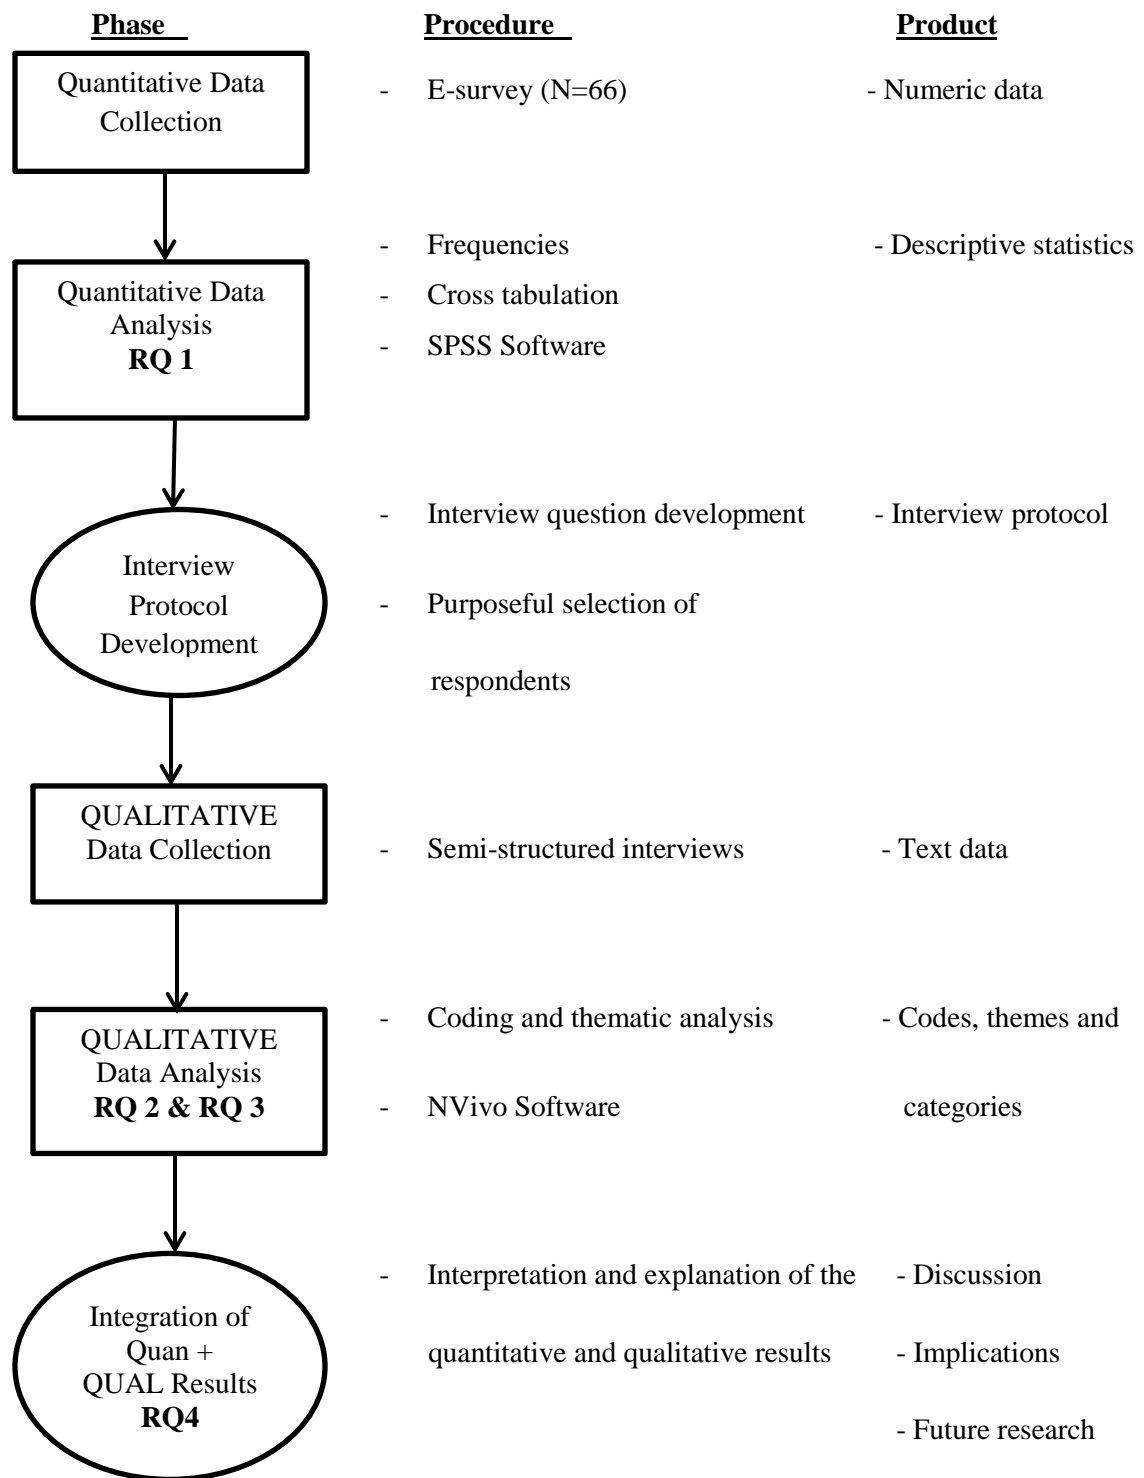 Phase Procedure Product
Quantitative Data
Collection
- E-survey (N=66)
- Numeric data
Quantitative Data
Analysis
RQ 1
- Frequencies
- Cross tabulation
- SPSS Software
- Descriptive statistics
Interview
Protocol
Development
- Interview question development
- Purposeful selection of
respondents
- Interview protocol
QUALITATIVE
Data Collection
- Semi-structured interviews
- Text data
QUALITATIVE
Data Analysis
RQ 2 & RQ 3
- Coding and thematic analysis
- NVivo Software
- Codes, themes and
categories
Integration of
Quan +
QUAL Results
RQ4
- Interpretation and explanation of the
quantitative and qualitative results
- Discussion
- Implications
- Future research